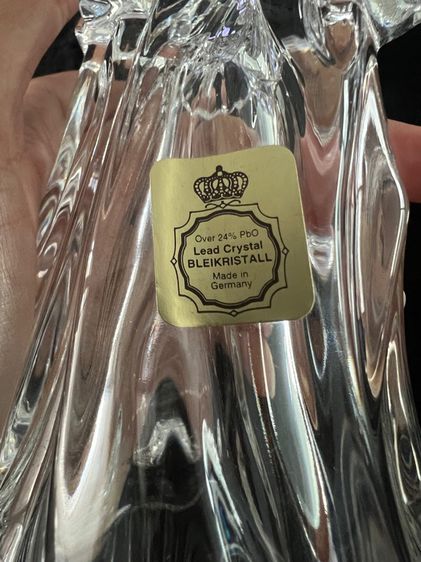 Over 24% PbO
Lead Crystal
BLEIKRISTALL
Made in
Germany